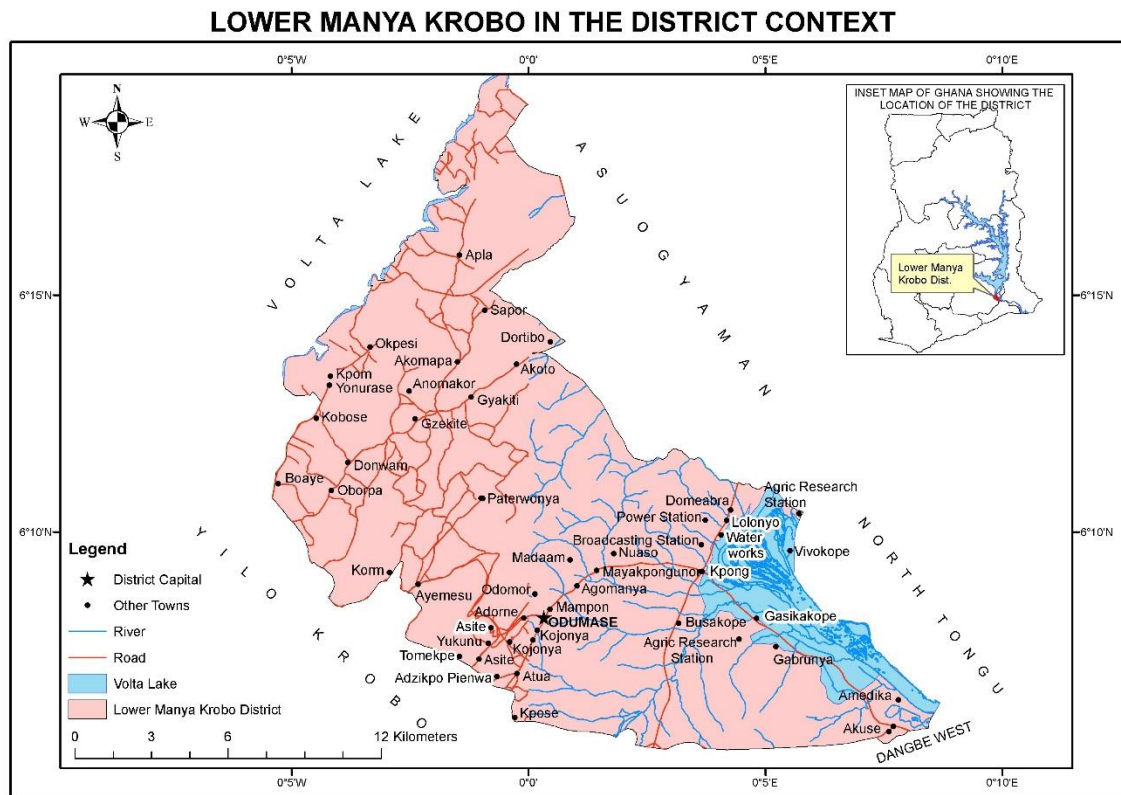 LOWER MANYA KROBO IN THE DISTRICT CONTEXT
0°5'W
0°0'
0°5'E
0°10'E
N
W
E
S
INSET MAP OF GHANA SHOWING THE
LOCATION OF THE DISTRICT
Lower Manya
Krobo Dist.
VOLTA LAKE
ASUOGYAMAN
6°15'N
6°15'N
Apla
Sapor
Dortibo
Okpesi
Akomapa
Akoto
Kpom
Yonurase
Anomakor
Gyakiti
Kobose
Gzekite
Donwam
Boaye
Oborpa
Paterwonya
Agric Research
Station
Domeabra
Power Station
Lolonyo
6°10'N
6°10'N
YILO KROBO
NORTH TONGU
Broadcasting Station
Water
works
Nuaso
Vivokope
Madaam
Mayakpongunor
Kpong
Korm
Ayemesu
Odomor
Agomanya
Mampon
Adorne
ODUMASE
Busakope
Gasikakope
Asite
Kojonya
Yukunu
Kojonya
Agric Research
Station
Tomekpe
Asite
Gabrunya
Adzikpo Pienwa
Atua
Amedika
Kpose
Akuse
DANGBE WEST
Legend
District Capital
Other Towns
River
Road
Volta Lake
Lower Manya Krobo District
0 3 6 12 Kilometers
0°5'W
0°0'
0°5'E
0°10'E